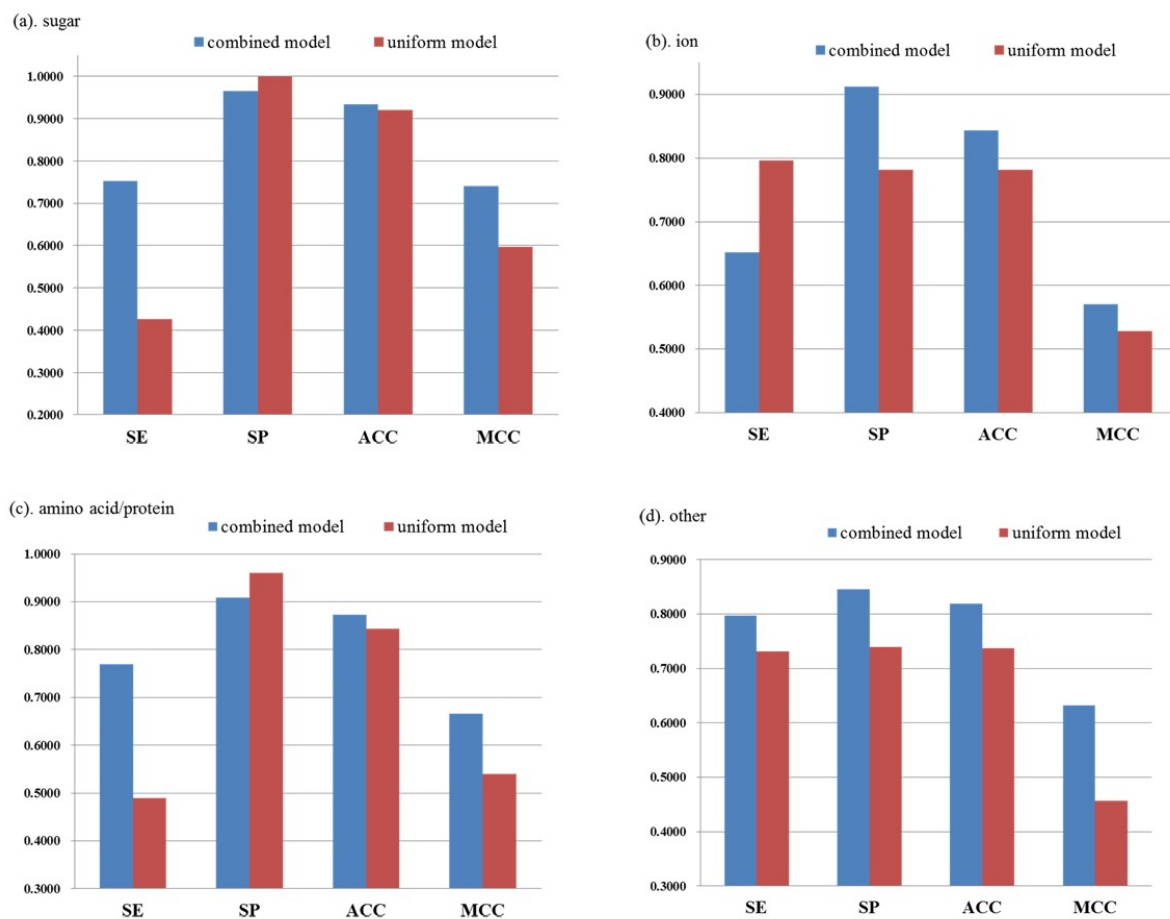 (a). sugar
combined model uniform model
1.0000
0.9000
0.8000
0.7000
0.6000
0.5000
0.4000
0.3000
0.2000
SE SP ACC MCC
(b). ion
combined model uniform model
0.9000
0.8000
0.7000
0.6000
0.5000
0.4000
SE SP ACC MCC
(c). amino acid/protein
combined model uniform model
1.0000
0.9000
0.8000
0.7000
0.6000
0.5000
0.4000
0.3000
SE SP ACC MCC
(d). other
combined model uniform model
0.9000
0.8000
0.7000
0.6000
0.5000
0.4000
0.3000
SE SP ACC MCC